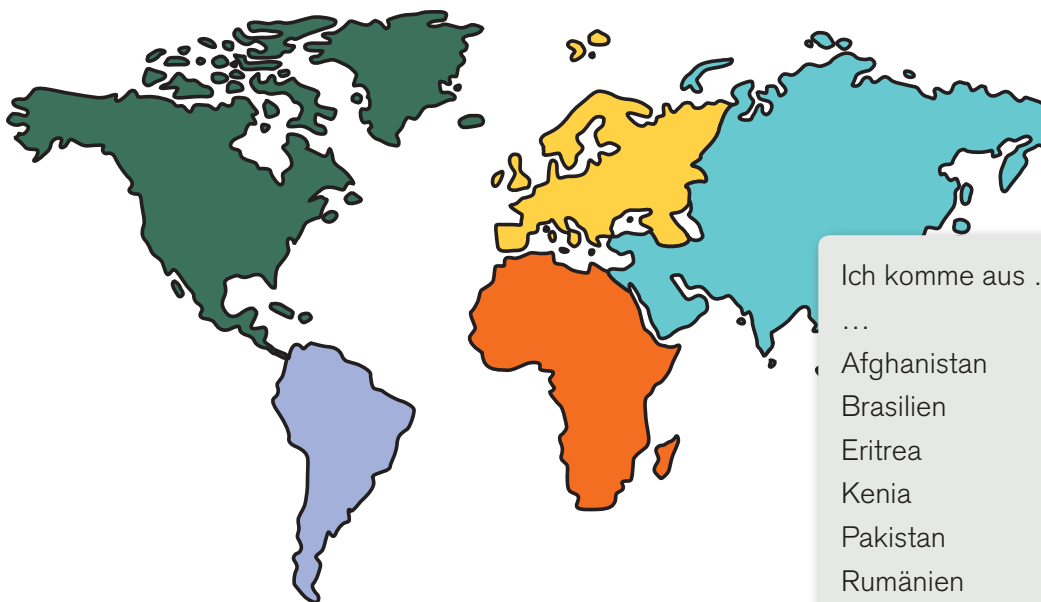 Ich komme aus .
…
Afghanistan
Brasilien
Eritrea
Kenia
Pakistan
Rumänien